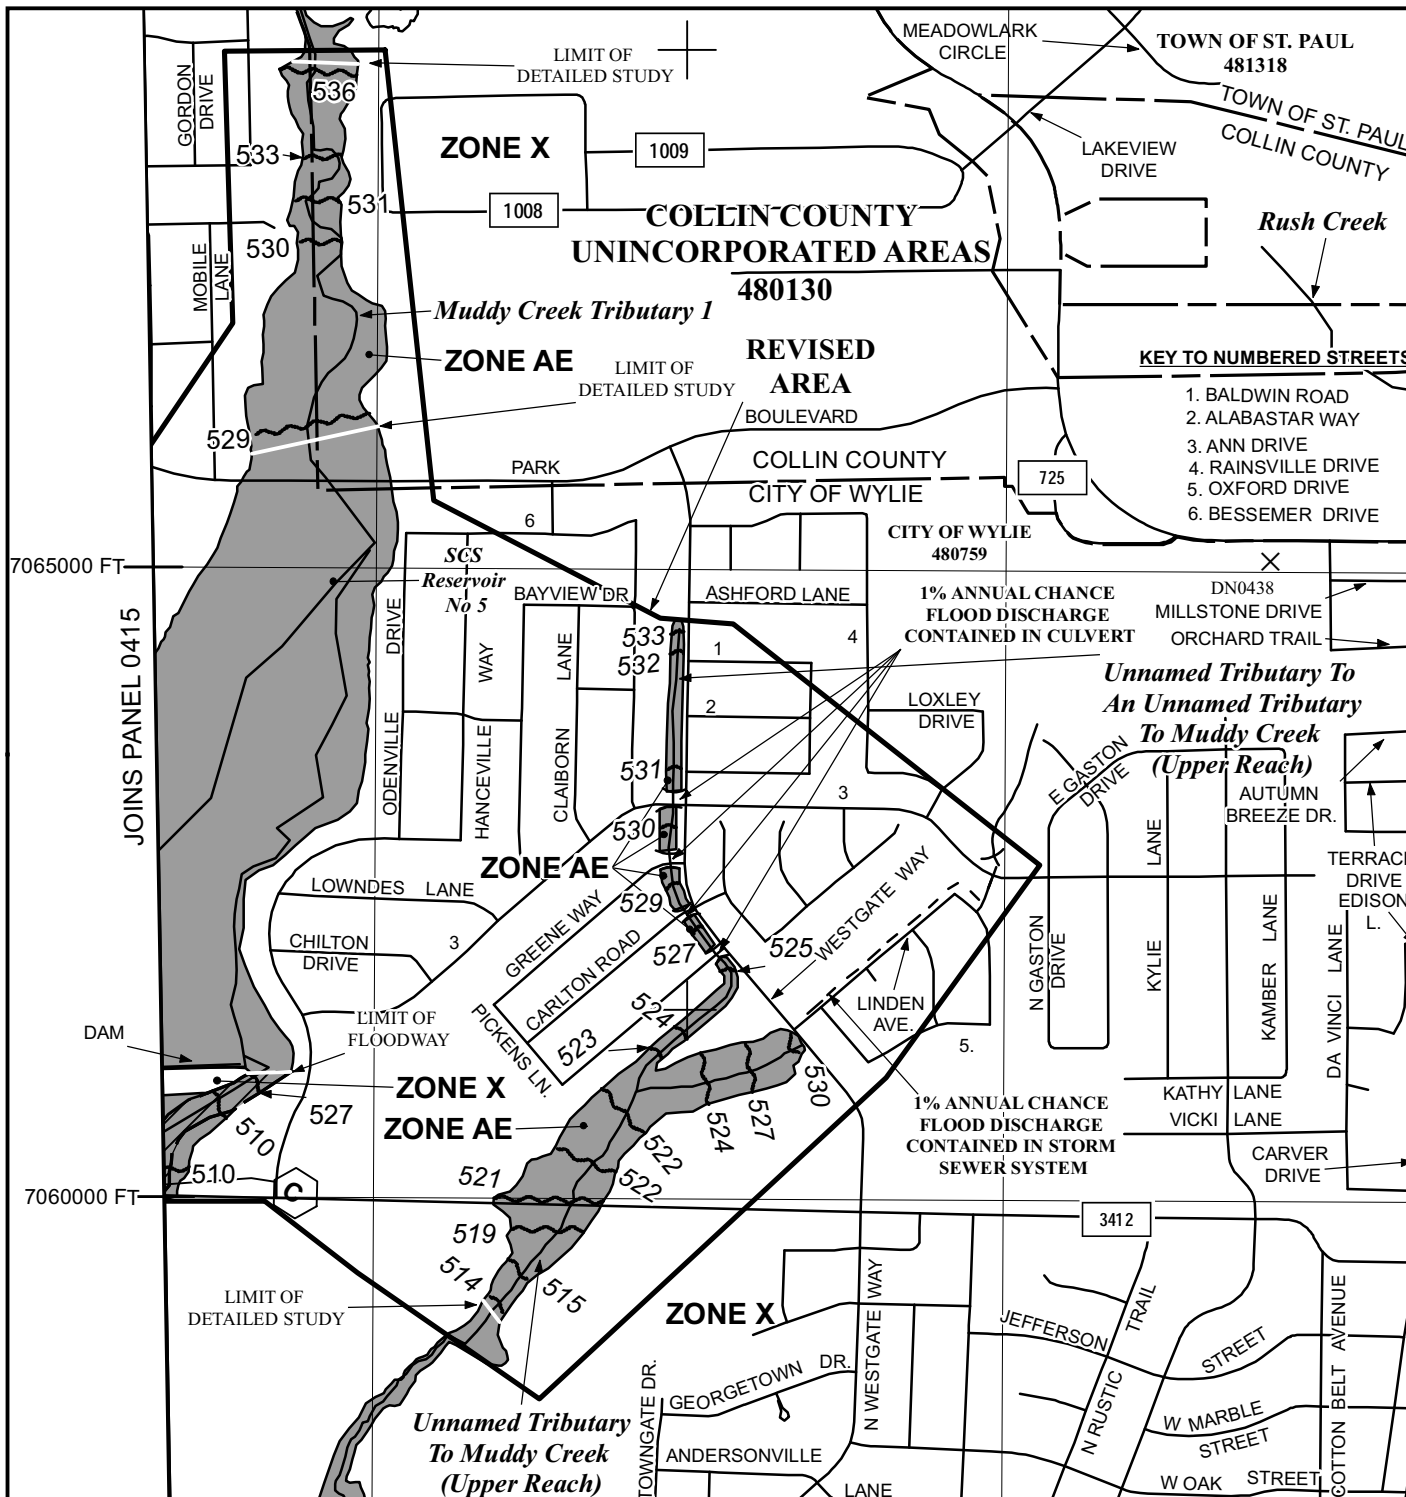 MEADOWLARK
CIRCLE
TOWN OF ST. PAUL
481318
LIMIT OF
DETAILED STUDY
GORDON
DRIVE
536
TOWN OF ST. PAUL
COLLIN COUNTY
ZONE X
1009
533
LAKEVIEW
DRIVE
531
1008
COLLIN COUNTY
UNINCORPORATED AREAS
480130
Rush Creek
530
MOBILE
LANE
Muddy Creek Tributary 1
ZONE AE
REVISED
AREA
LIMIT OF
DETAILED STUDY
KEY TO NUMBERED STREETS
1. BALDWIN ROAD
2. ALABASTAR WAY
3. ANN DRIVE
4. RAINSVILLE DRIVE
5. OXFORD DRIVE
6. BESSEMER DRIVE
529
BOULEVARD
PARK
COLLIN COUNTY
CITY OF WYLIE
725
6
CITY OF WYLIE
480759
7065000 FT
SCS
Reservoir
No 5
BAYVIEW DR.
ASHFORD LANE
1% ANNUAL CHANCE
FLOOD DISCHARGE
CONTAINED IN CULVERT
DN0438
MILLSTONE DRIVE
ORCHARD TRAIL
JOINS PANEL 0415
ODENVILLE DRIVE
HANCEVILLE WAY
CLAIBORN LANE
533
532
1
4
2
Unnamed Tributary To
An Unnamed Tributary
To Muddy Creek
(Upper Reach)
LOXLEY
DRIVE
531
3
E GASTON
DRIVE
AUTUMN
BREEZE DR.
530
ZONE AE
TERRACE
DRIVE
EDISON
L.
LOWNDES LANE
529
GREENE WAY
WESTGATE WAY
CHILTON
DRIVE
3
CARLTON ROAD
527
525
N GASTON
DRIVE
KYLIE LANE
KAMBER LANE
DA VINCI LANE
PICKENS LN.
524
523
LINDEN
AVE.
5.
DAM
LIMIT OF
FLOODWAY
ZONE X
527
ZONE AE
510
510
530
527
524
522
522
1% ANNUAL CHANCE
FLOOD DISCHARGE
CONTAINED IN STORM
SEWER SYSTEM
KATHY LANE
VICKI LANE
CARVER
DRIVE
7060000 FT
C
521
519
514
515
3412
LIMIT OF
DETAILED STUDY
ZONE X
N WESTGATE WAY
JEFFERSON
STREET
N RUSTIC TRAIL
COTTON BELT AVENUE
GEORGETOWN DR.
TOWNGATE DR.
W MARBLE
STREET
Unnamed Tributary
To Muddy Creek
(Upper Reach)
ANDERSONVILLE
LANE
W OAK STREET